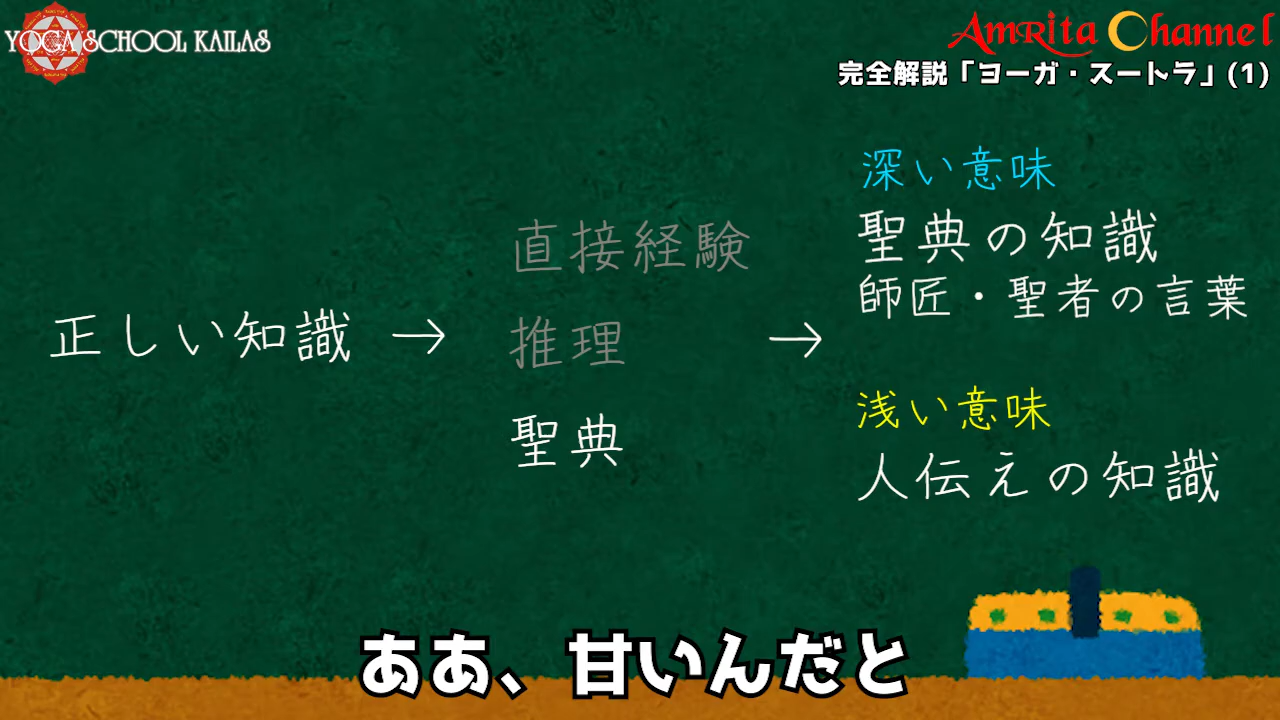 YOGA SCHOOL KAILAS
Amrita Channel
完全解説「ヨーガ・スートラ」(1)
正しい知識 →
直接経験
推理
聖典
→
深い意味
聖典の知識
師匠・聖者の言葉
浅い意味
人伝えの知識
ああ、甘いんだと